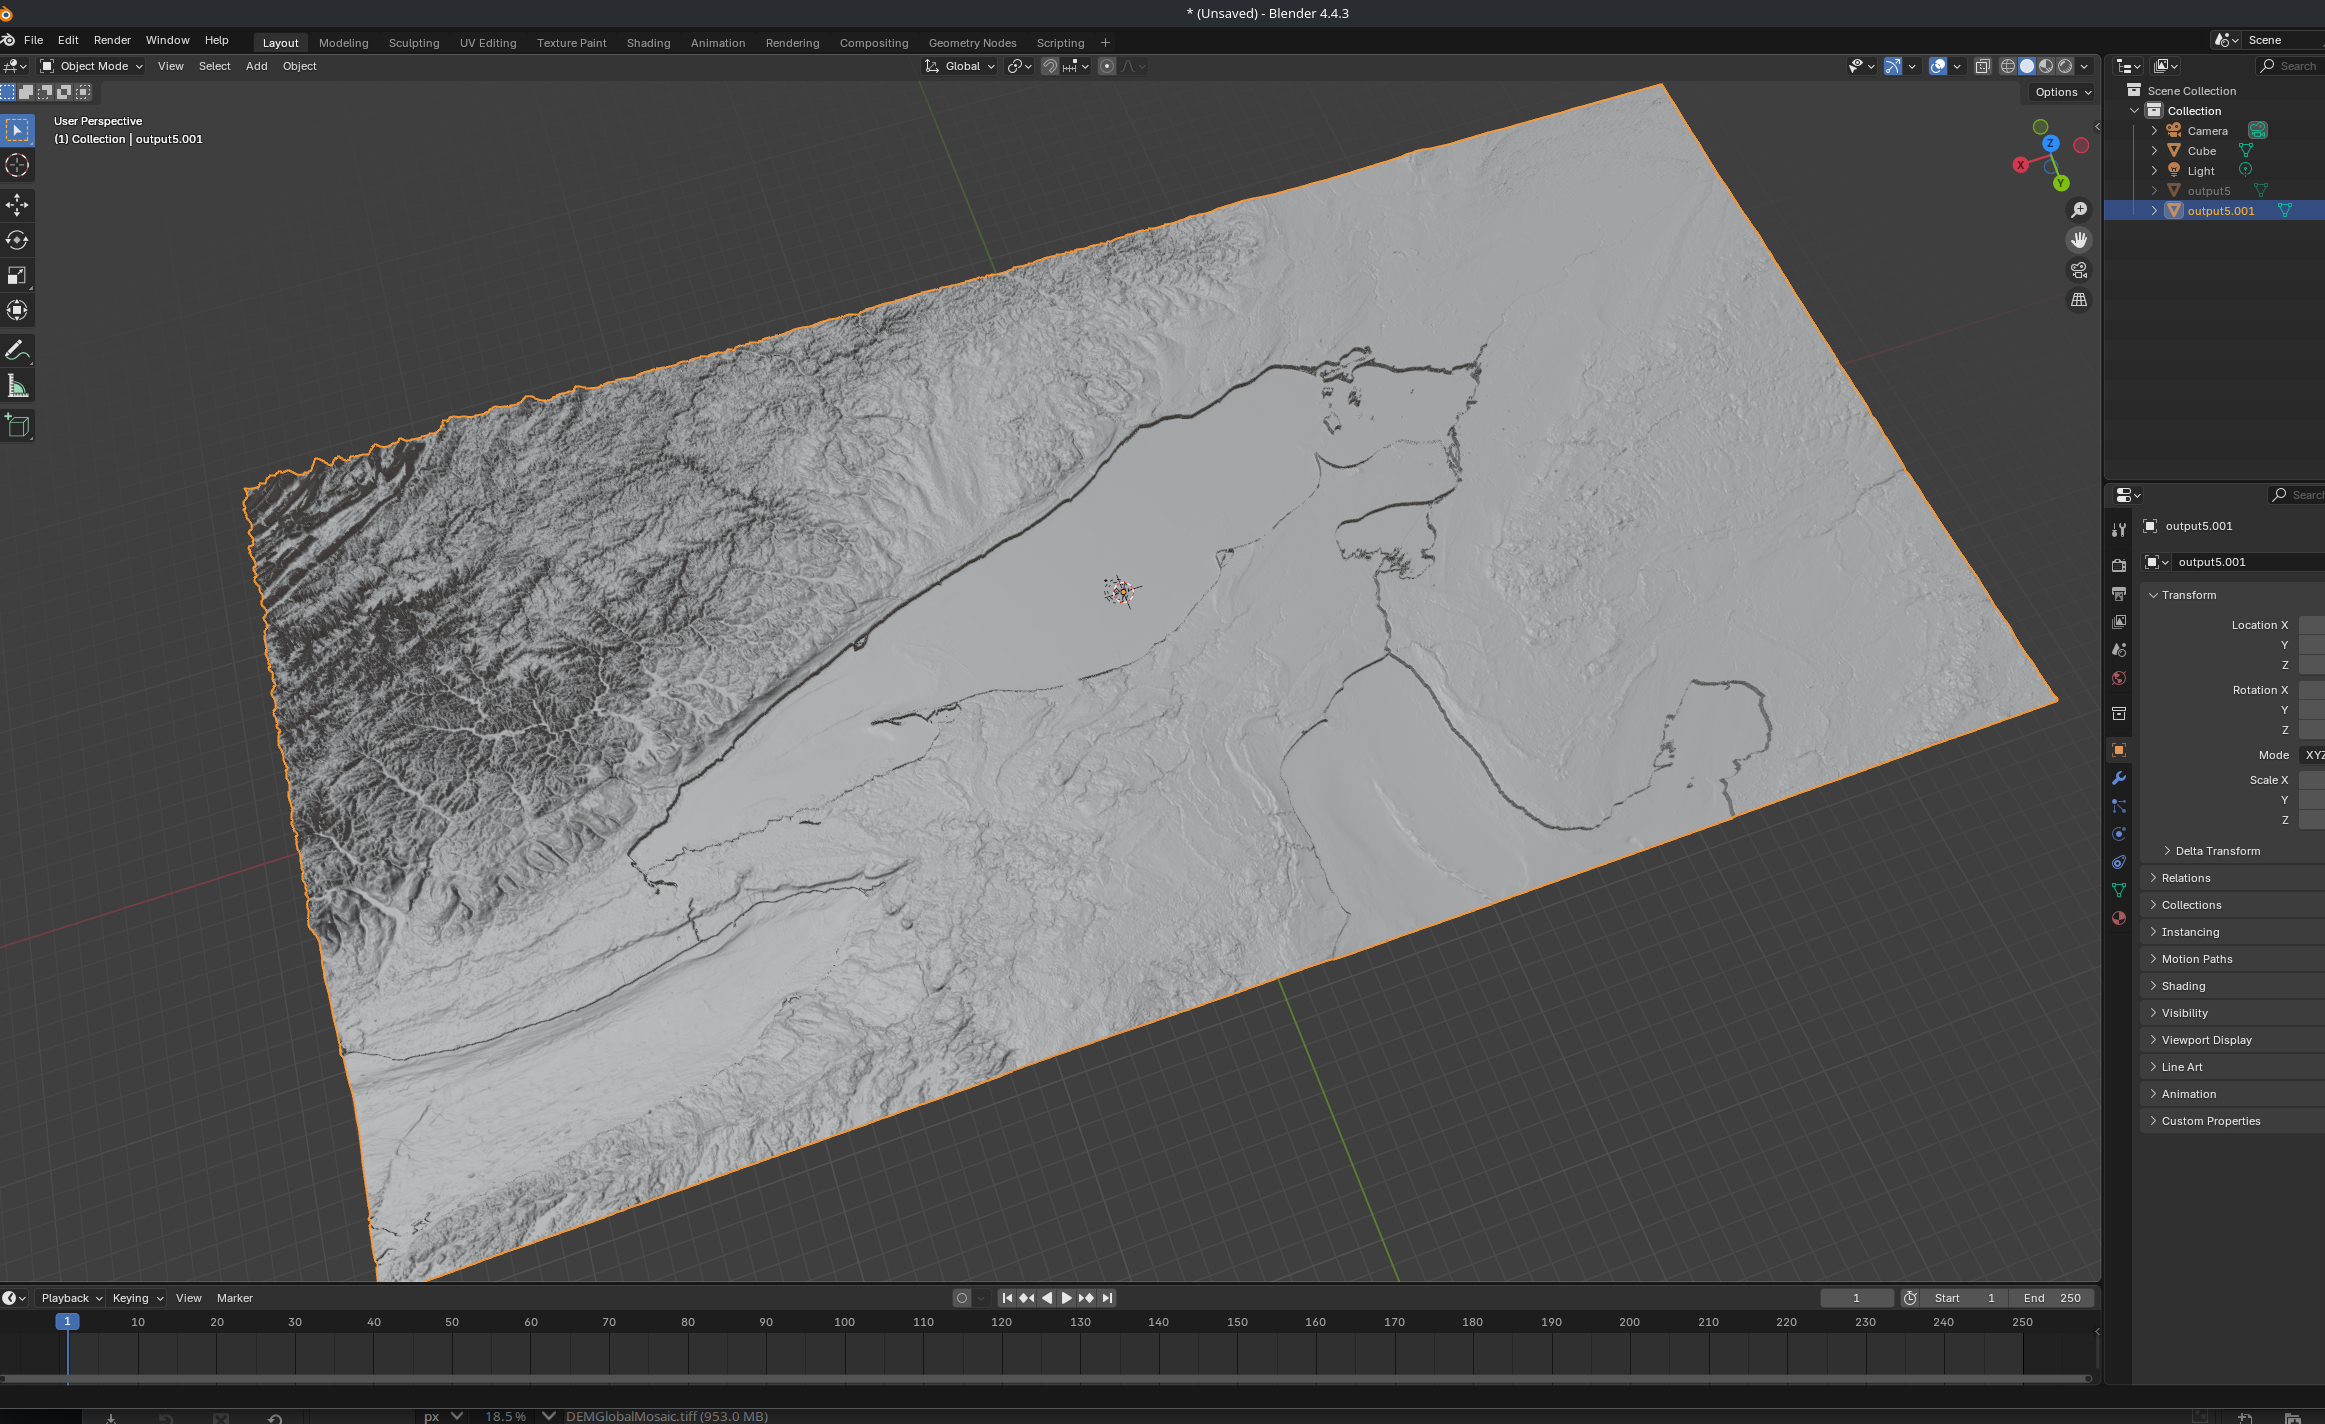 * (Unsaved) - Blender 4.4.3
File Edit Render Window Help Layout Modeling Sculpting UV Editing Texture Paint Shading Animation Rendering Compositing Geometry Nodes Scripting + Scene
Object Mode View Select Add Object Global Search
Options
User Perspective
(1) Collection | output5.001
Z
X
Y
Scene Collection
Collection
Camera
Cube
Light
output5
output5.001
Search
output5.001
output5.001
Transform
Location X
Y
Z
Rotation X
Y
Z
Mode XYZ
Scale X
Y
Z
Delta Transform
Relations
Collections
Instancing
Motion Paths
Shading
Visibility
Viewport Display
Line Art
Animation
Custom Properties
Playback Keying View Marker 1 Start 1 End 250
1 10 20 30 40 50 60 70 80 90 100 110 120 130 140 150 160 170 180 190 200 210 220 230 240 250
px 18.5% DEMGlobalMosaic.tiff (953.0 MB)